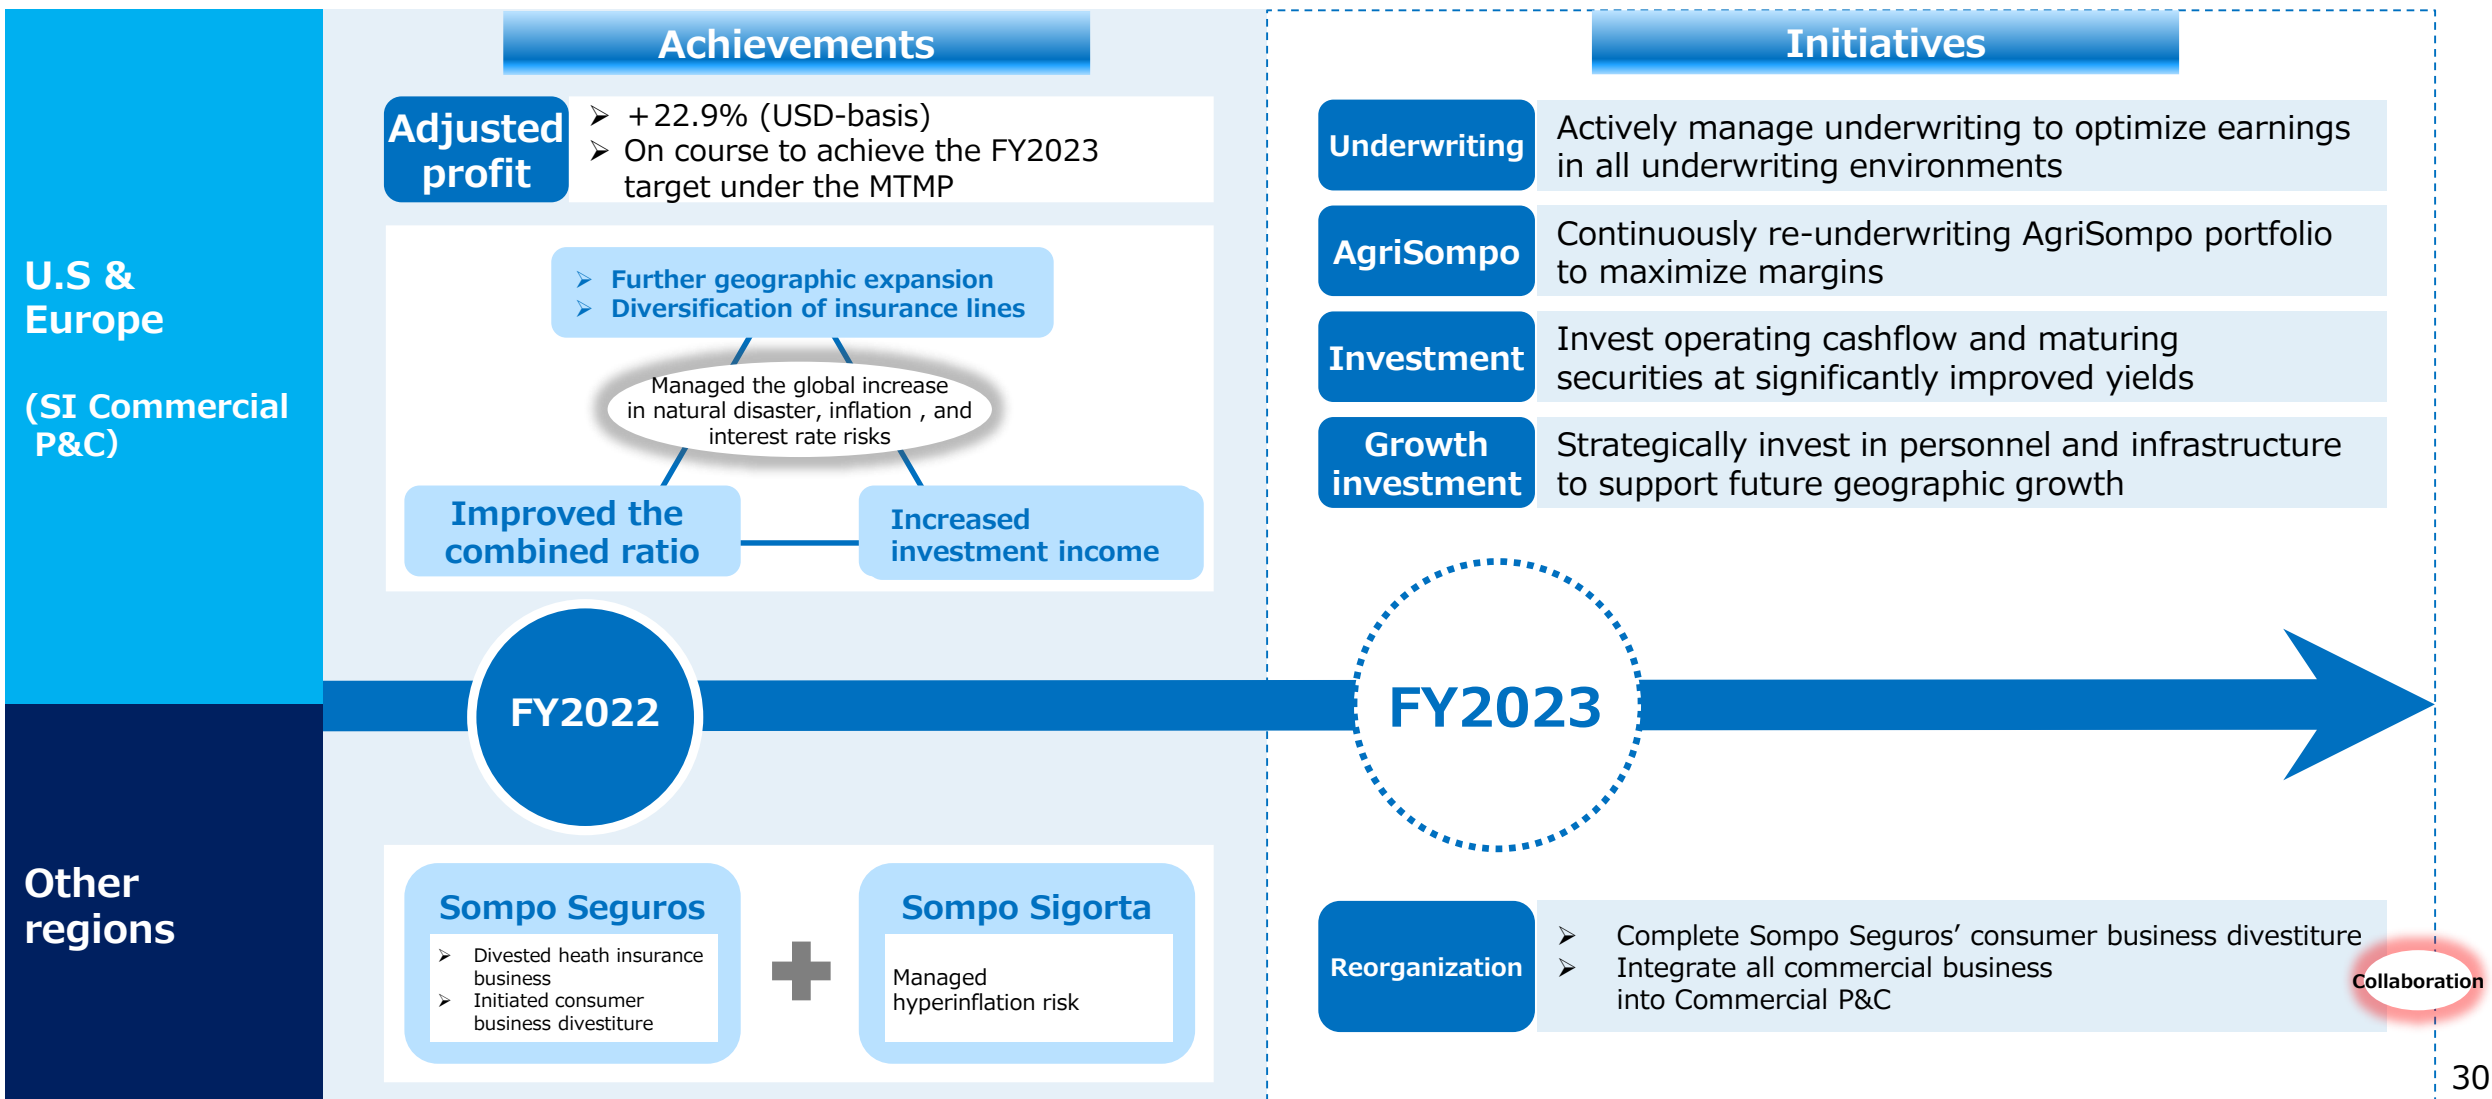 Achievements
Initiatives
U.S &
Europe
(SI Commercial
P&C)
Adjusted
profit
➢ +22.9% (USD-basis)
➢ On course to achieve the FY2023
target under the MTMP
➢ Further geographic expansion
➢ Diversification of insurance lines
Managed the global increase
in natural disaster, inflation , and
interest rate risks
Improved the
combined ratio
Increased
investment income
Underwriting
Actively manage underwriting to optimize earnings
in all underwriting environments
AgriSompo
Continuously re-underwriting AgriSompo portfolio
to maximize margins
Investment
Invest operating cashflow and maturing
securities at significantly improved yields
Growth
investment
Strategically invest in personnel and infrastructure
to support future geographic growth
FY2022
FY2023
Other
regions
Sompo Seguros
➢ Divested heath insurance
business
➢ Initiated consumer
business divestiture
Sompo Sigorta
Managed
hyperinflation risk
Reorganization
➢ Complete Sompo Seguros’ consumer business divestiture
➢ Integrate all commercial business
into Commercial P&C
Collaboration
30